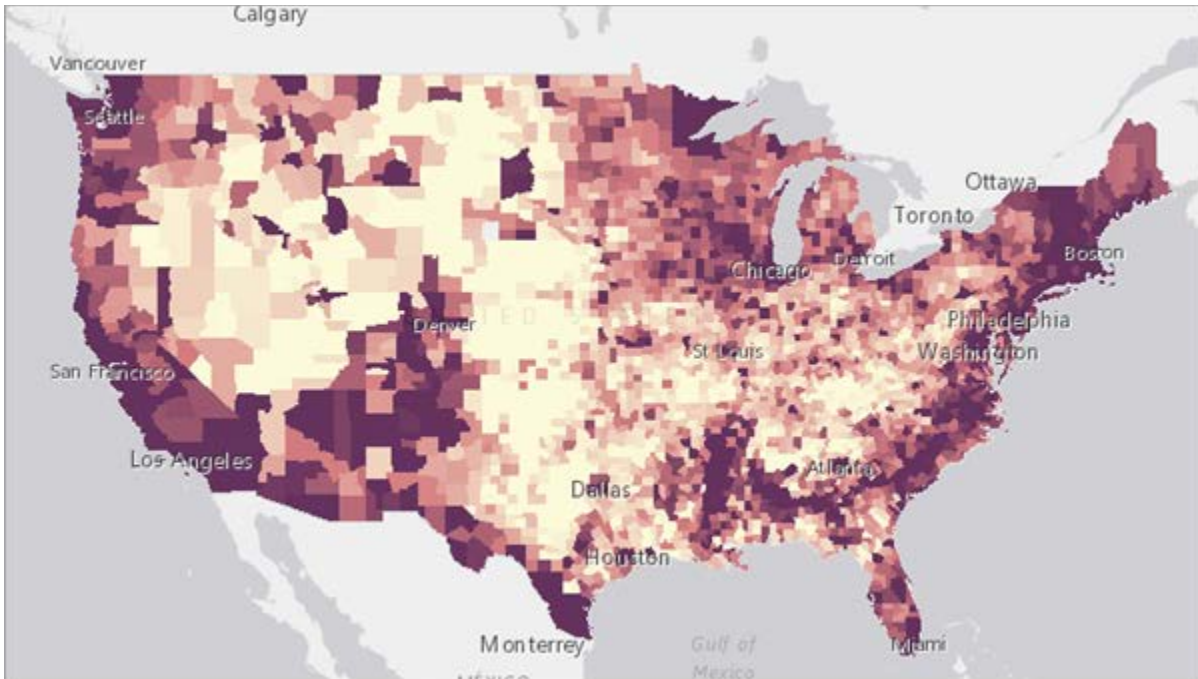 Calgary
Vancouver
Seattle
Ottawa
Toronto
Boston
Detroit
Chicago
Philadelphia
Denver
St Louis
Washington
San Francisco
Los Angeles
Atlanta
Dallas
Houston
Monterrey
Gulf of
Mexico
Miami
MÉXICO